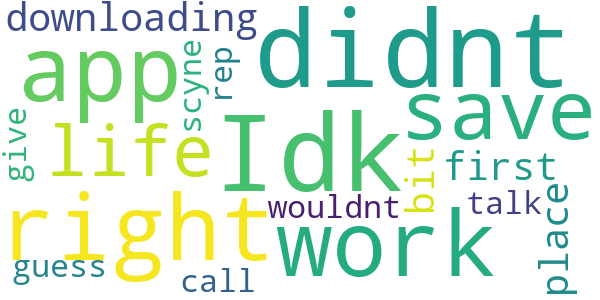 downloading
didnt
app
scyne
rep
save
give
life
Idk
bit
first
right
wouldnt
talk
place
work
guess
call